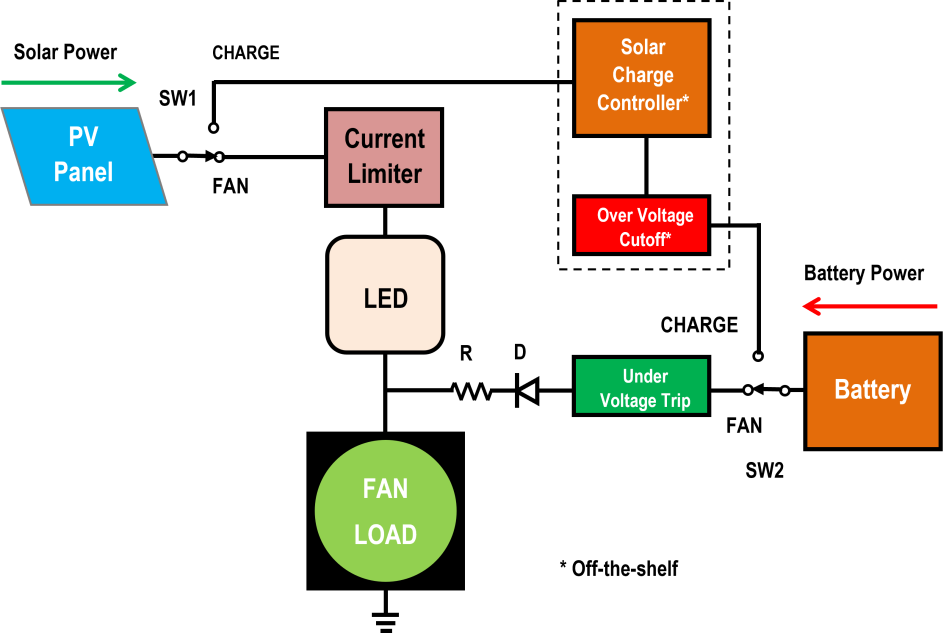 Solar Power
CHARGE
SW1
PV
Panel
FAN
Current
Limiter
Solar
Charge
Controller*
Over Voltage
Cutoff*
Battery Power
CHARGE
LED
R
D
Under
Voltage Trip
Battery
FAN
SW2
FAN
LOAD
* Off-the-shelf